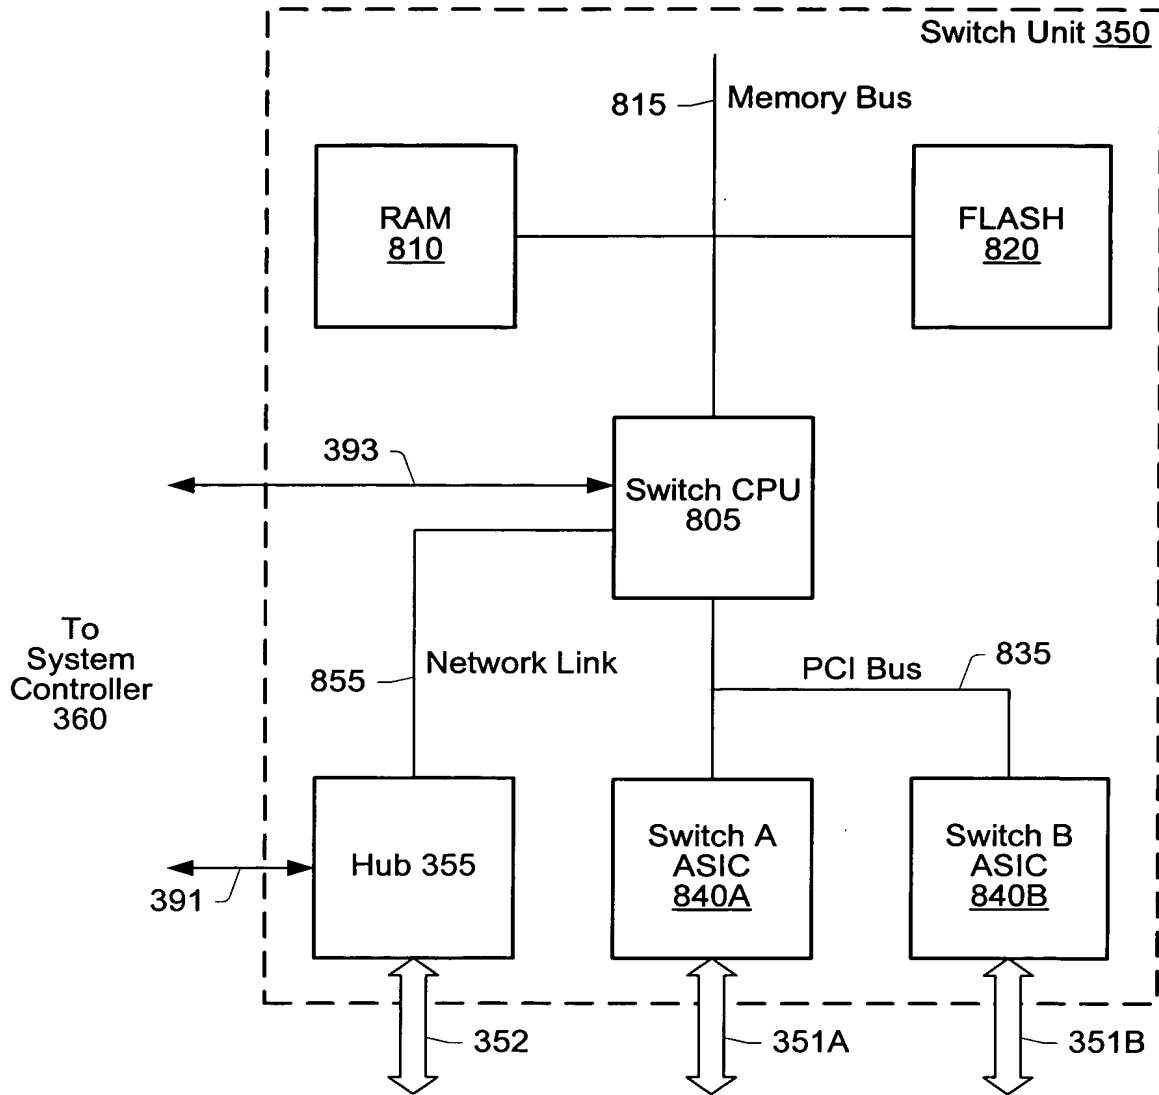 Switch Unit 350
815
Memory Bus
RAM
810
FLASH
820
393
Switch CPU
805
To
System
Controller
360
855
Network Link
PCI Bus
835
Hub 355
Switch A
ASIC
840A
Switch B
ASIC
840B
391
352
351A
351B